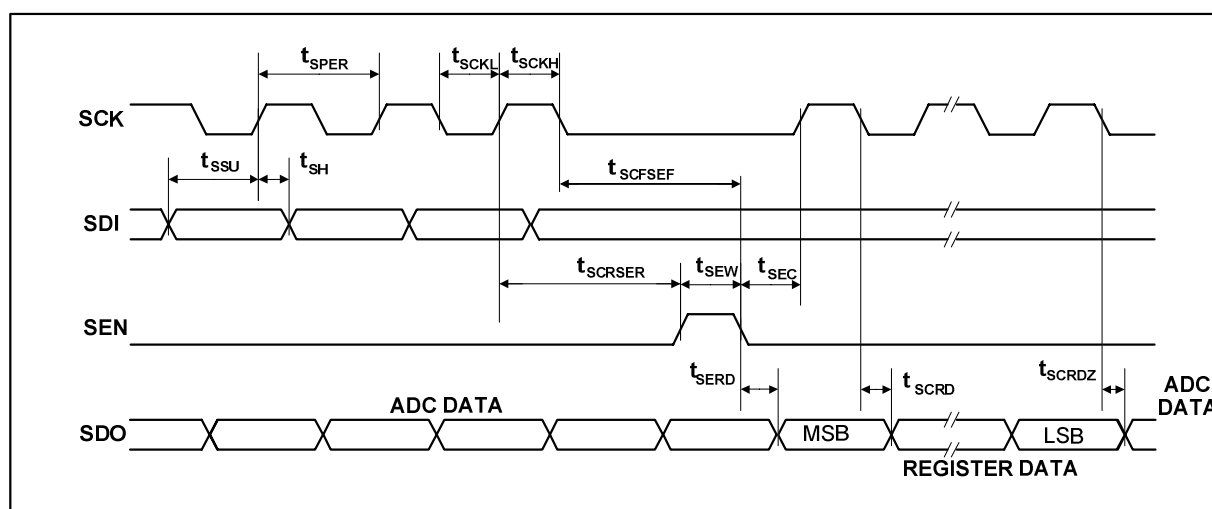 tSPER
tSCKL
tSCKH
SCK
tSSU
tSH
tSCFSEF
SDI
tSCRSER
tSEW
tSEC
SEN
tSERD
tSCRD
tSCRDZ
ADC
DATA
ADC DATA
SDO
MSB
LSB
REGISTER DATA